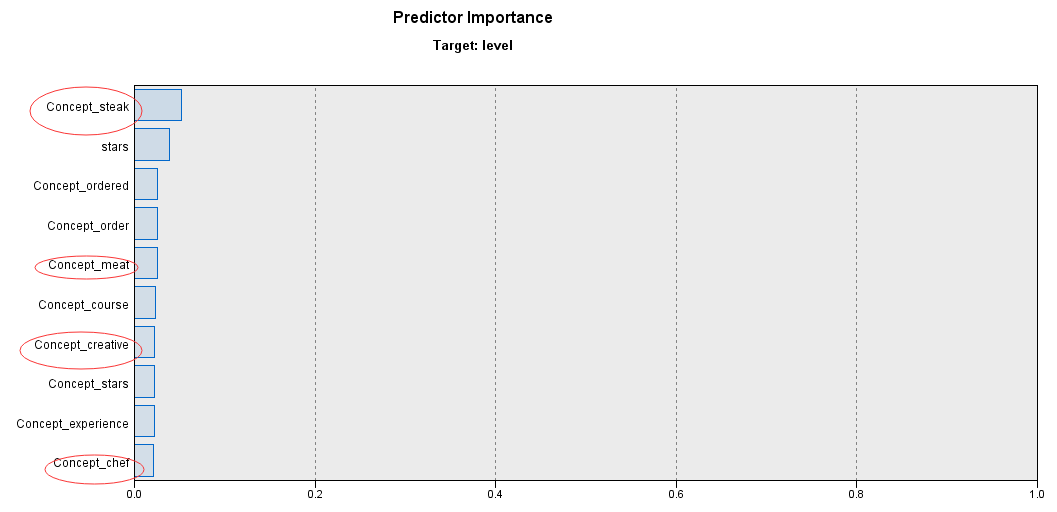 Predictor Importance
Target: level
Concept_steak
stars
Concept_ordered
Concept_order
Concept_meat
Concept_course
Concept_creative
Concept_stars
Concept_experience
Concept_chef
0.0 0.2 0.4 0.6 0.8 1.0